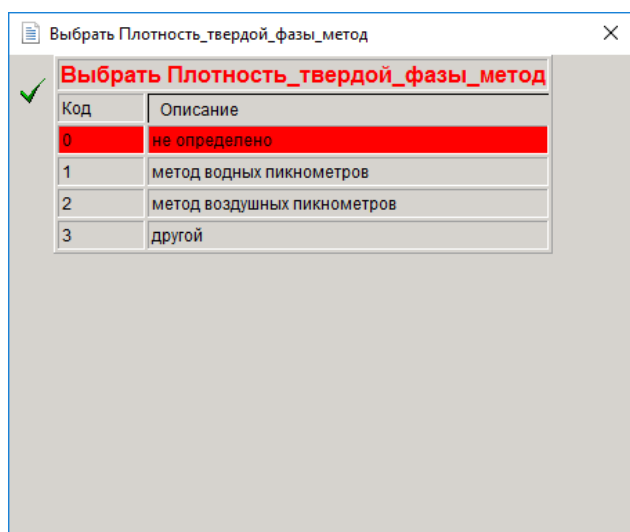 Выбрать Плотность_твердой_фазы_метод
Выбрать Плотность_твердой_фазы_метод
Код Описание
0 не определено
1 метод водных пикнометров
2 метод воздушных пикнометров
3 другой